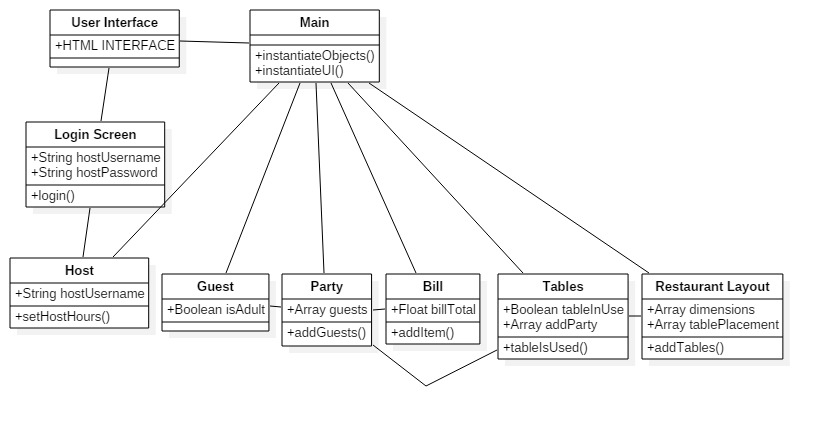 User Interface
+HTML INTERFACE
Main
+instantiateObjects()
+instantiateUI()
Login Screen
+String hostUsername
+String hostPassword
+login()
Host
+String hostUsername
+setHostHours()
Guest
+Boolean isAdult
Party
+Array guests
+addGuests()
Bill
+Float billTotal
+addItem()
Tables
+Boolean tableInUse
+Array addParty
+tableIsUsed()
Restaurant Layout
+Array dimensions
+Array tablePlacement
+addTables()